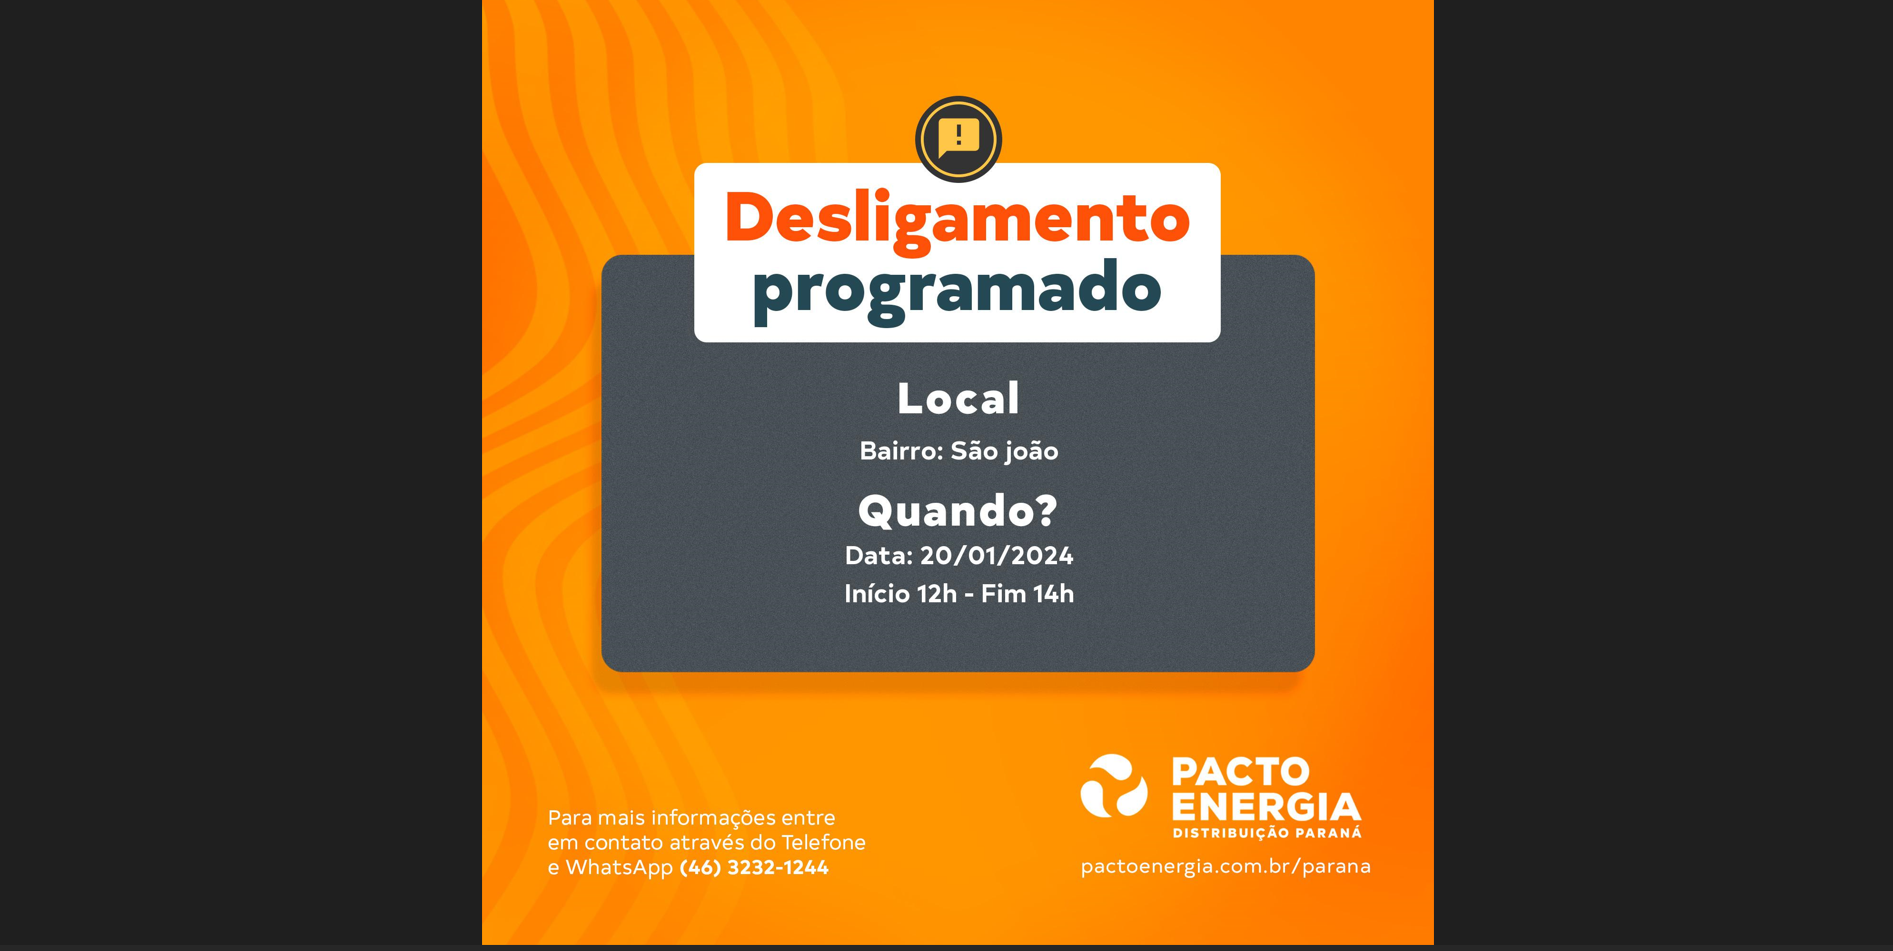 Desligamento
programado
Local
Bairro: São joão
Quando?
Data: 20/01/2024
Início 12h - Fim 14h
Para mais informações entre
em contato através do Telefone
e WhatsApp (46) 3232-1244
PACTO
ENERGIA
DISTRIBUIÇÃO PARANÁ
pactoenergia.com.br/parana